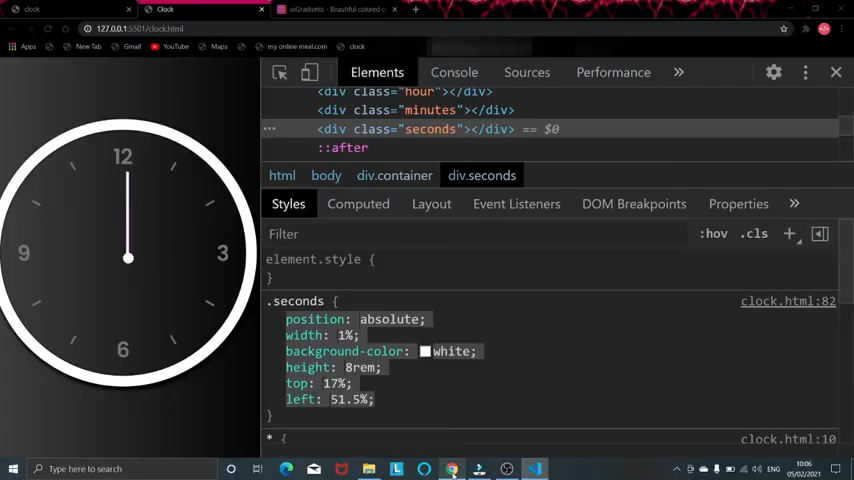 clock
Clock
uiGradients - Beautiful colored g
127.0.0.1:5501/clock.html
Apps New Tab Gmail YouTube Maps my online meal.com clock
Elements Console Sources Performance
<div class="hour"></div>
<div class="minutes"></div>
<div class="seconds"></div> == $0
::after
html body div.container div.seconds
Styles Computed Layout Event Listeners DOM Breakpoints Properties
Filter :hov .cls
element.style {
}
.seconds { clock.html:82
position: absolute;
width: 1%;
background-color: white;
height: 8rem;
top: 17%;
left: 51.5%;
}
* { clock.html:10
12
9 3
6
Type here to search
ENG
10:06
05/02/2021